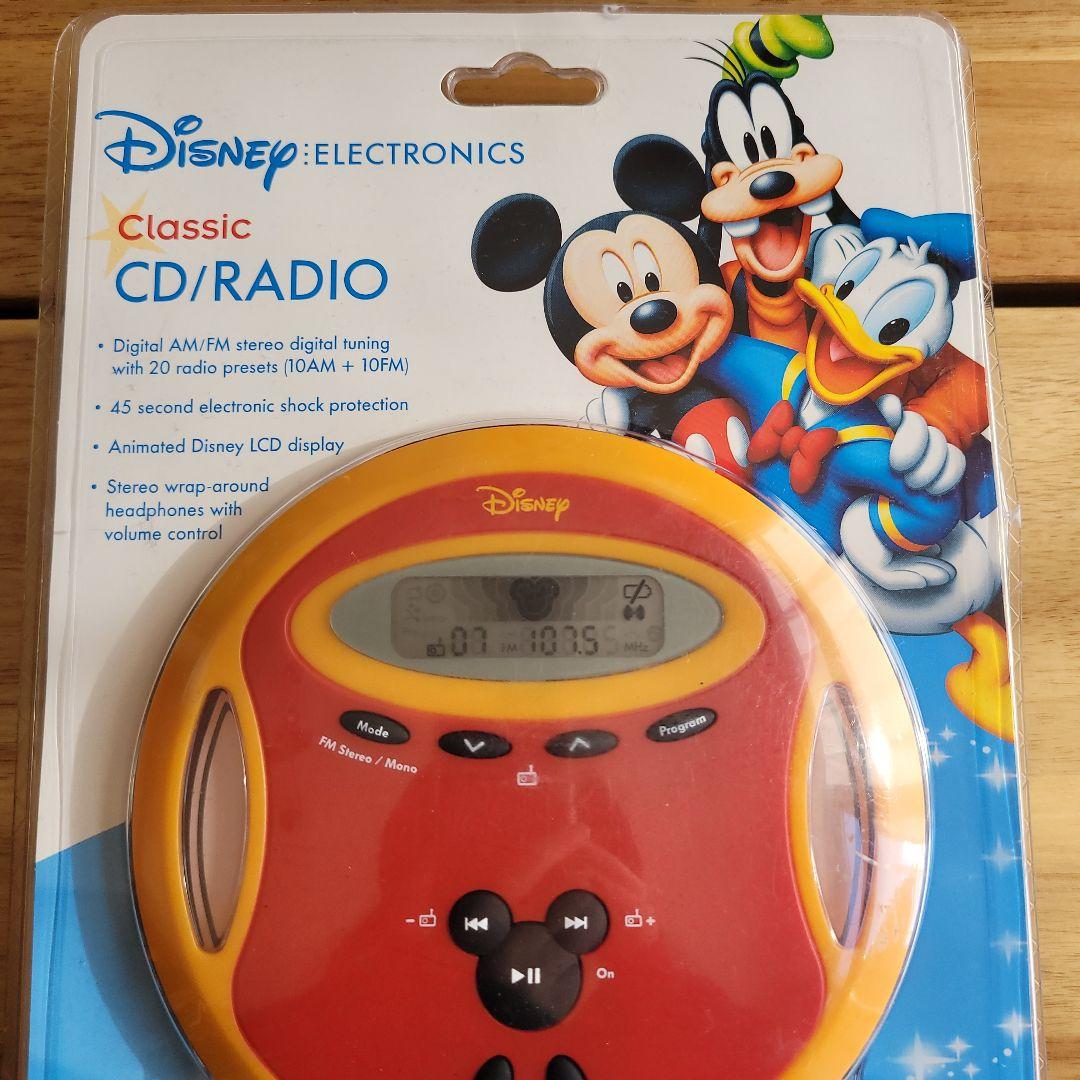 Disney : ELECTRONICS
Classic
CD/RADIO
• Digital AM/FM stereo digital tuning
with 20 radio presets (10AM + 10FM)
• 45 second electronic shock protection
• Animated Disney LCD display
• Stereo wrap-around
headphones with
volume control
Disney
07 FM 107.5 MHz
Mode
Program
FM Stereo / Mono
- +
On